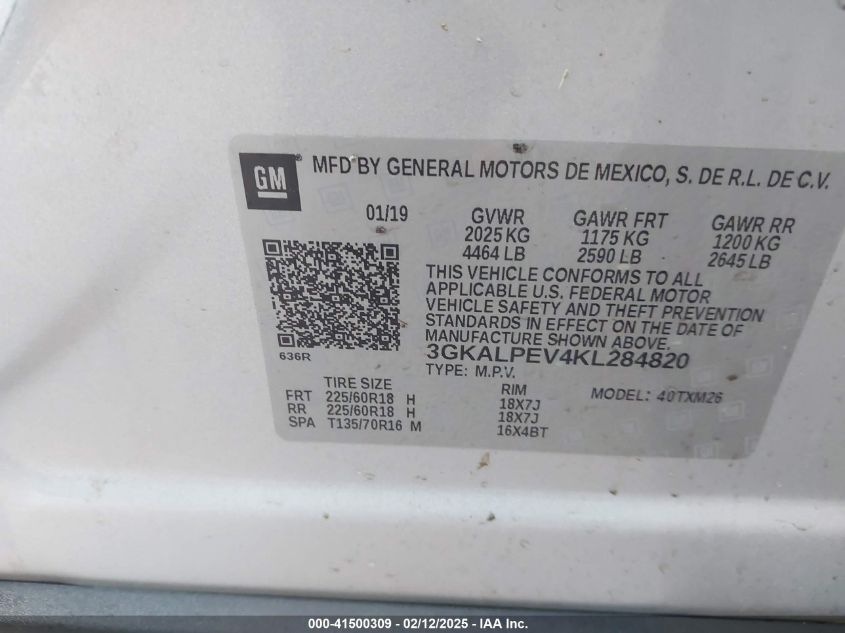 GM ® MFD BY GENERAL MOTORS DE MEXICO, S. DE R.L. DE C.V.
01/19 GVWR GAWR FRT GAWR RR
2025 KG 1175 KG 1200 KG
4464 LB 2590 LB 2645 LB
THIS VEHICLE CONFORMS TO ALL
APPLICABLE U.S. FEDERAL MOTOR
VEHICLE SAFETY AND THEFT PREVENTION
STANDARDS IN EFFECT ON THE DATE OF
MANUFACTURE SHOWN ABOVE.
636R 3GKALPEV4KL284820
TYPE: M.P.V.
TIRE SIZE RIM MODEL: 40TXM26
FRT 225/60R18 H 18X7J
RR 225/60R18 H 18X7J
SPA T135/70R16 M 16X4BT
000-41500309 - 02/12/2025 - IAA Inc.